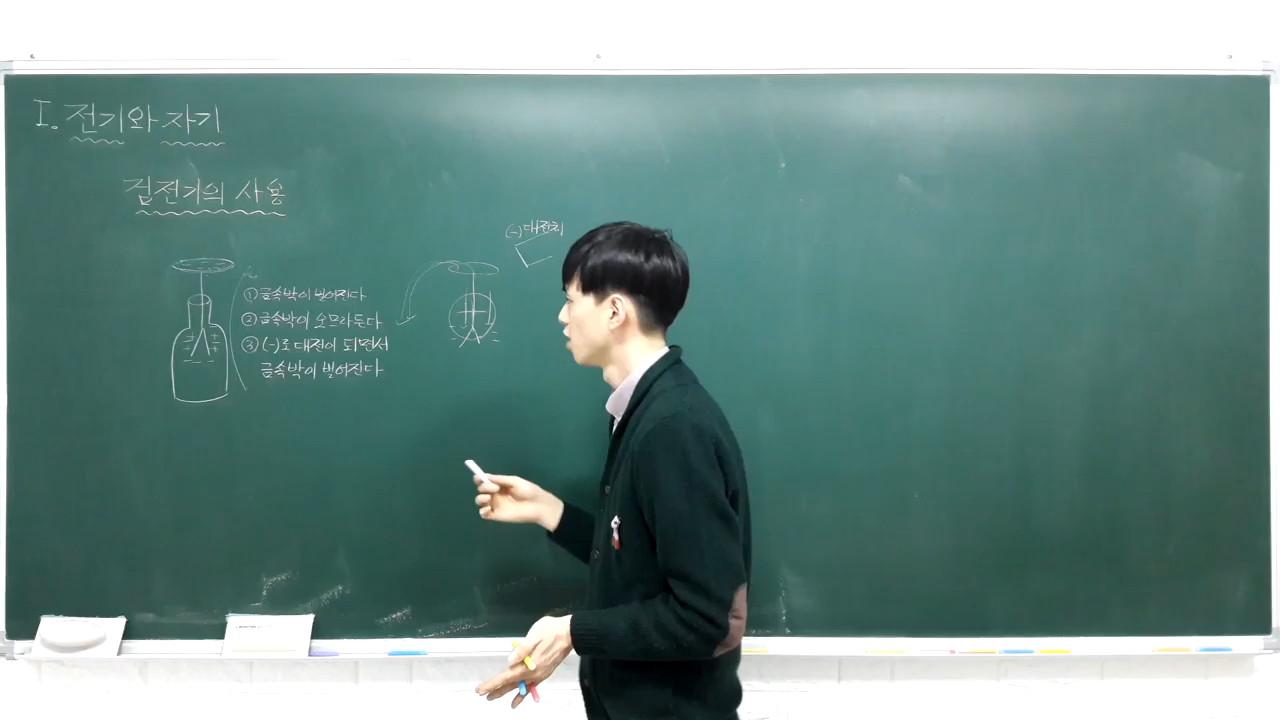 I. 전기와 자기
검전기의 사용
(-)대전체
① 금속박이 벌어진다
② 금속박이 오므라든다
③ (-)로 대전이 되면서
금속박이 벌어진다